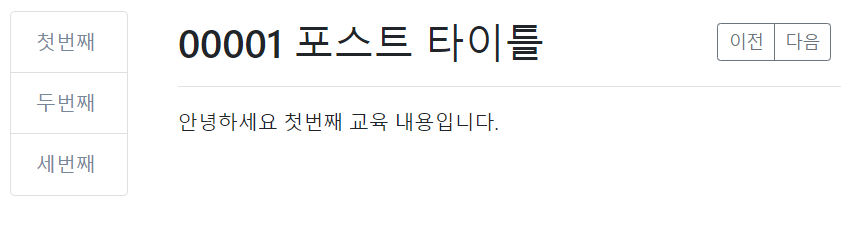 첫번째
두번째
세번째
00001 포스트 타이틀
이전 다음
안녕하세요 첫번째 교육 내용입니다.